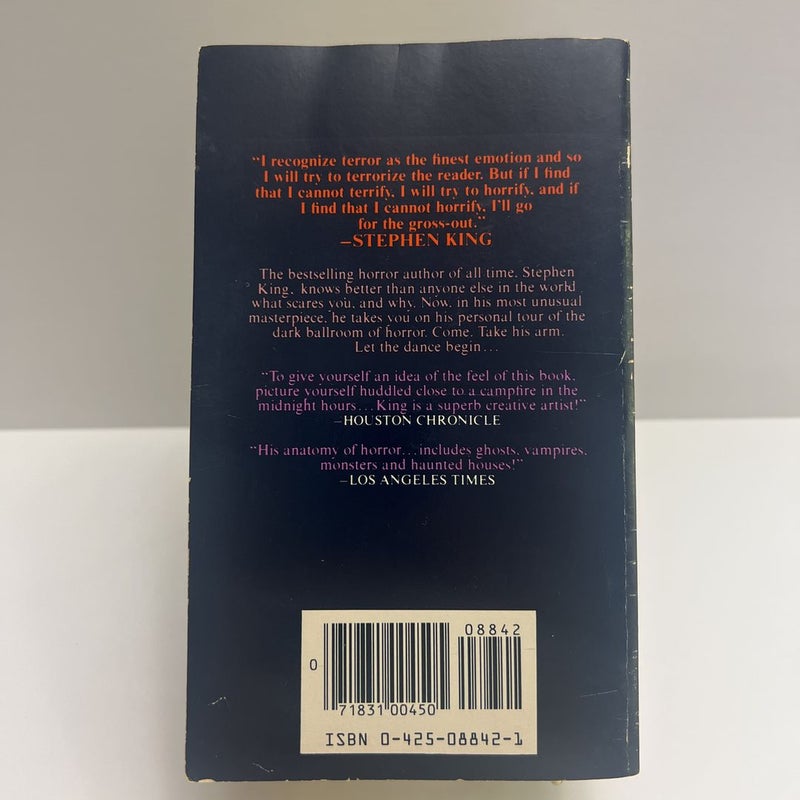 “I recognize terror as the finest emotion and so
I will try to terrorize the reader. But if I find
that I cannot terrify, I will try to horrify, and if
I find that I cannot horrify, I'll go
for the gross-out.”
—STEPHEN KING
The bestselling horror author of all time, Stephen
King, knows better than anyone else in the world
what scares you, and why. Now, in his most unusual
masterpiece, he takes you on his personal tour of the
dark ballroom of horror. Come. Take his arm.
Let the dance begin...
“To give yourself an idea of the feel of this book,
picture yourself huddled close to a campfire in the
midnight hours...King is a superb creative artist!”
—HOUSTON CHRONICLE
“His anatomy of horror...includes ghosts, vampires,
monsters and haunted houses!”
—LOS ANGELES TIMES
08842
0
71831 00450
ISBN 0-425-08842-1